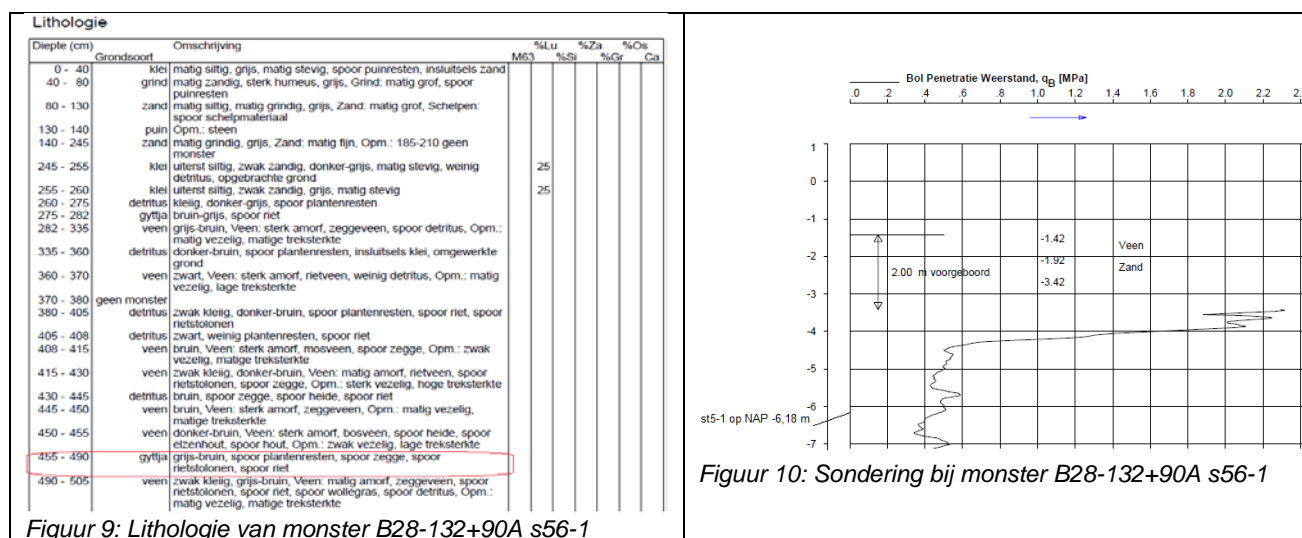 Lithologie
Diepte (cm) Grondsoort Omschrijving M63 %Lu %Si %Za %Gr %Os Ca
0 - 40 klei matig siltig, grijs, matig stevig, spoor puinresten, insluitsels zand
40 - 80 grind matig zandig, sterk humeus, grijs, Grind: matig grof, spoor
puinresten
80 - 130 zand matig siltig, matig grindig, grijs, Zand: matig grof, Schelpen:
spoor schelpmateriaal
130 - 140 puin Opm.: steen
140 - 245 zand matig grindig, grijs, Zand: matig fijn, Opm.: 185-210 geen
monster
245 - 255 klei uiterst siltig, zwak zandig, donker-grijs, matig stevig, weinig 25
detritus, opgebrachte grond
255 - 260 klei uiterst siltig, zwak zandig, grijs, matig stevig 25
260 - 275 detritus kleiig, donker-grijs, spoor plantenresten
275 - 282 gyttja bruin-grijs, spoor riet
282 - 335 veen grijs-bruin, Veen: sterk amorf, zeggeveen, spoor detritus, Opm.:
matig vezelig, matige treksterkte
335 - 360 detritus donker-bruin, spoor plantenresten, insluitsels klei, omgewerkte
grond
360 - 370 veen zwart, Veen: sterk amorf, rietveen, weinig detritus, Opm.: matig
vezelig, lage treksterkte
370 - 380 geen monster
380 - 405 detritus zwak kleiig, donker-bruin, spoor plantenresten, spoor riet, spoor
rietstolonen
405 - 408 detritus zwart, weinig plantenresten, spoor riet
408 - 415 veen bruin, Veen: sterk amorf, mosveen, spoor zegge, Opm.: zwak
vezelig, matige treksterkte
415 - 430 veen zwak kleiig, donker-bruin, Veen: matig amorf, rietveen, spoor
rietstolonen, spoor zegge, Opm.: sterk vezelig, hoge treksterkte
430 - 445 detritus bruin, spoor zegge, spoor heide, spoor riet
445 - 450 veen bruin, Veen: sterk amorf, zeggeveen, Opm.: matig vezelig,
matige treksterkte
450 - 455 veen donker-bruin, Veen: sterk amorf, bosveen, spoor heide, spoor
elzenhout, spoor hout, Opm.: zwak vezelig, lage treksterkte
455 - 490 gyttja grijs-bruin, spoor plantenresten, spoor zegge, spoor
rietstolonen, spoor riet
490 - 505 veen zwak kleiig, grijs-bruin, Veen: matig amorf, zeggeveen, spoor
rietstolonen, spoor riet, spoor wollegras, spoor detritus, Opm.:
matig vezelig, matige treksterkte
Figuur 9: Lithologie van monster B28-132+90A s56-1
Bol Penetratie Weerstand, qB [MPa]
.0 .2 .4 .6 .8 1.0 1.2 1.4 1.6 1.8 2.0 2.2 2.
1
0
-1
-1.42 Veen
-2 -1.92 Zand
2.00 m voorgeboord -3.42
-3
-4
-5
-6
st5-1 op NAP -6,18 m
-7
Figuur 10: Sondering bij monster B28-132+90A s56-1